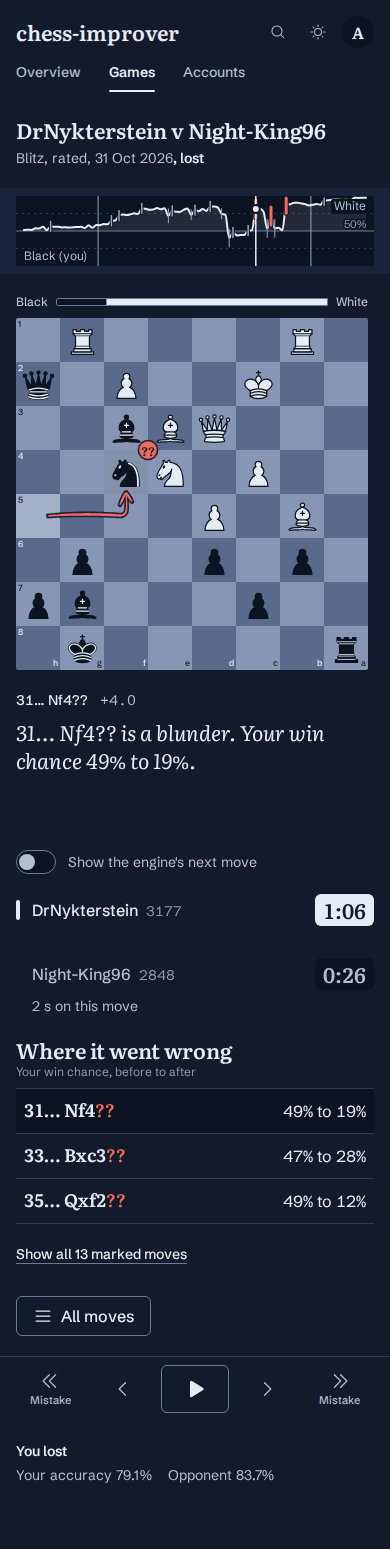 chess-improver
A
Overview Games Accounts
DrNykterstein v Night-King96
Blitz, rated, 31 Oct 2026, lost
White
50%
Black (you)
Black White
1
2
3
??
4
5
6
7
8 h g f e d c b a
31... Nf4?? +4.0
31... Nf4?? is a blunder. Your win
chance 49% to 19%.
Show the engine's next move
DrNykterstein 3177 1:06
Night-King96 2848 0:26
2 s on this move
Where it went wrong
Your win chance, before to after
31... Nf4?? 49% to 19%
33... Bxc3?? 47% to 28%
35... Qxf2?? 49% to 12%
Show all 13 marked moves
All moves
Mistake Mistake
You lost
Your accuracy 79.1% Opponent 83.7%